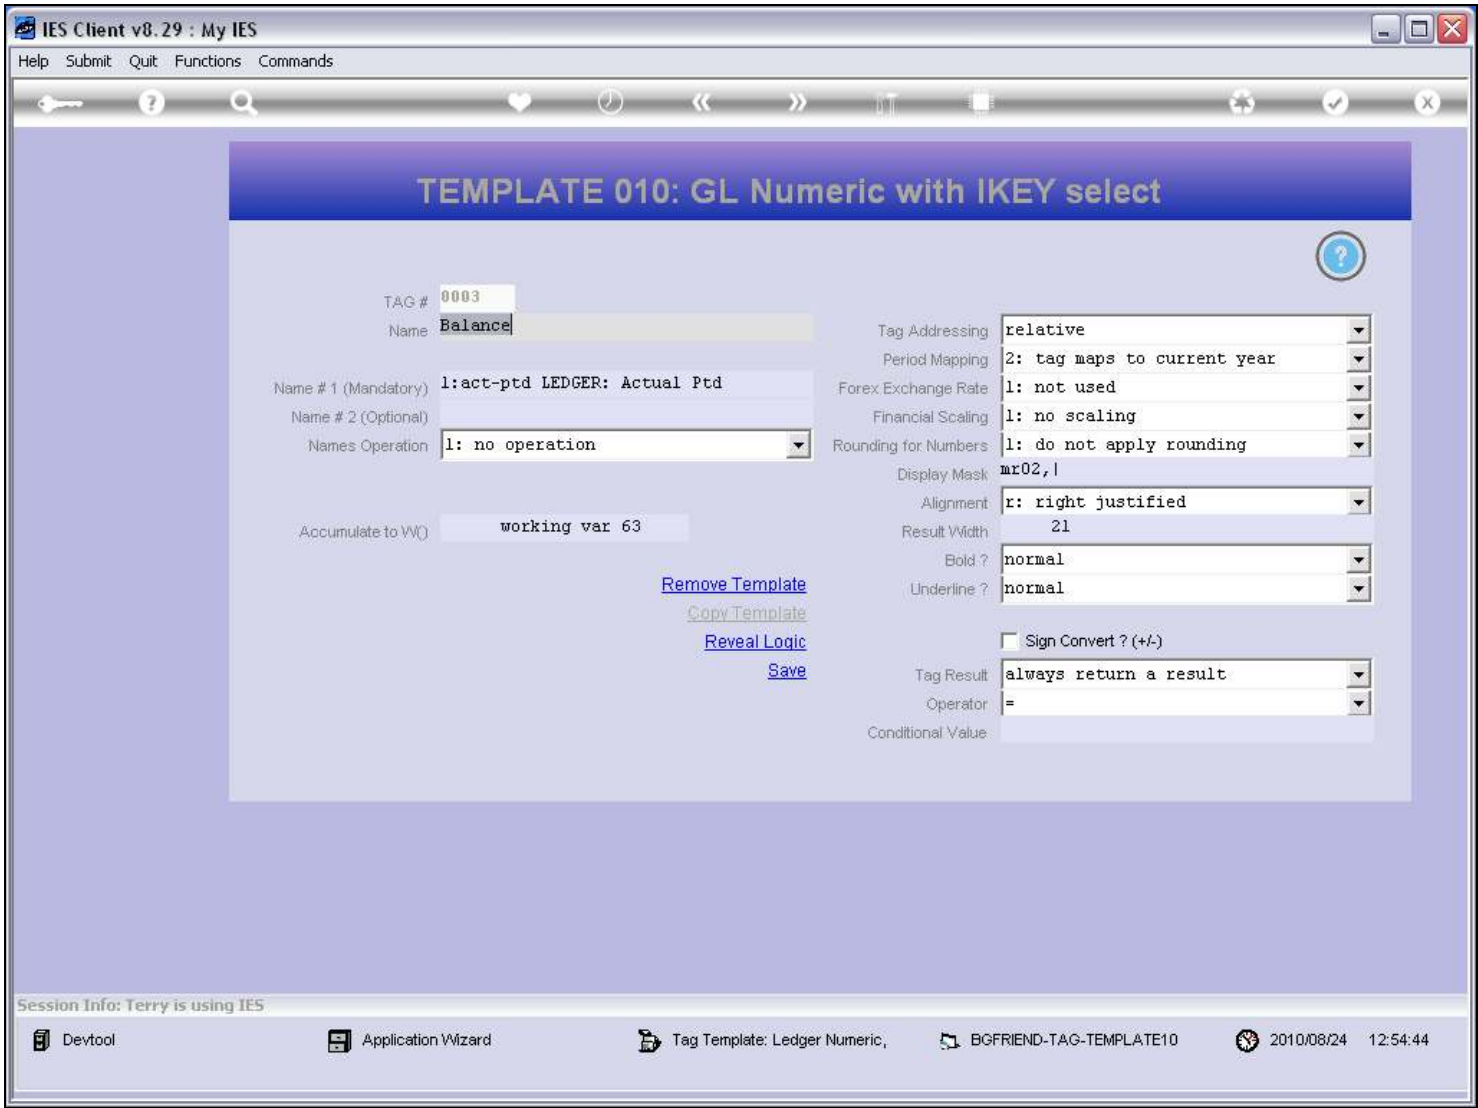 IES Client v8.29 : My IES
Help Submit Quit Functions Commands
TEMPLATE 010: GL Numeric with IKEY select
TAG # 0003
Name Balance
Name # 1 (Mandatory) l:act-ptd LEDGER: Actual Ptd
Name # 2 (Optional)
Names Operation 1: no operation
Accumulate to W() working var 63
Remove Template
Copy Template
Reveal Logic
Save
Tag Addressing relative
Period Mapping 2: tag maps to current year
Forex Exchange Rate 1: not used
Financial Scaling 1: no scaling
Rounding for Numbers 1: do not apply rounding
Display Mask mr02,|
Alignment r: right justified
Result Width 21
Bold ? normal
Underline ? normal
Sign Convert ? (+/-)
Tag Result always return a result
Operator =
Conditional Value
Session Info: Terry is using IES
Devtool Application Wizard Tag Template: Ledger Numeric, BGFRIEND-TAG-TEMPLATE10 2010/08/24 12:54:44